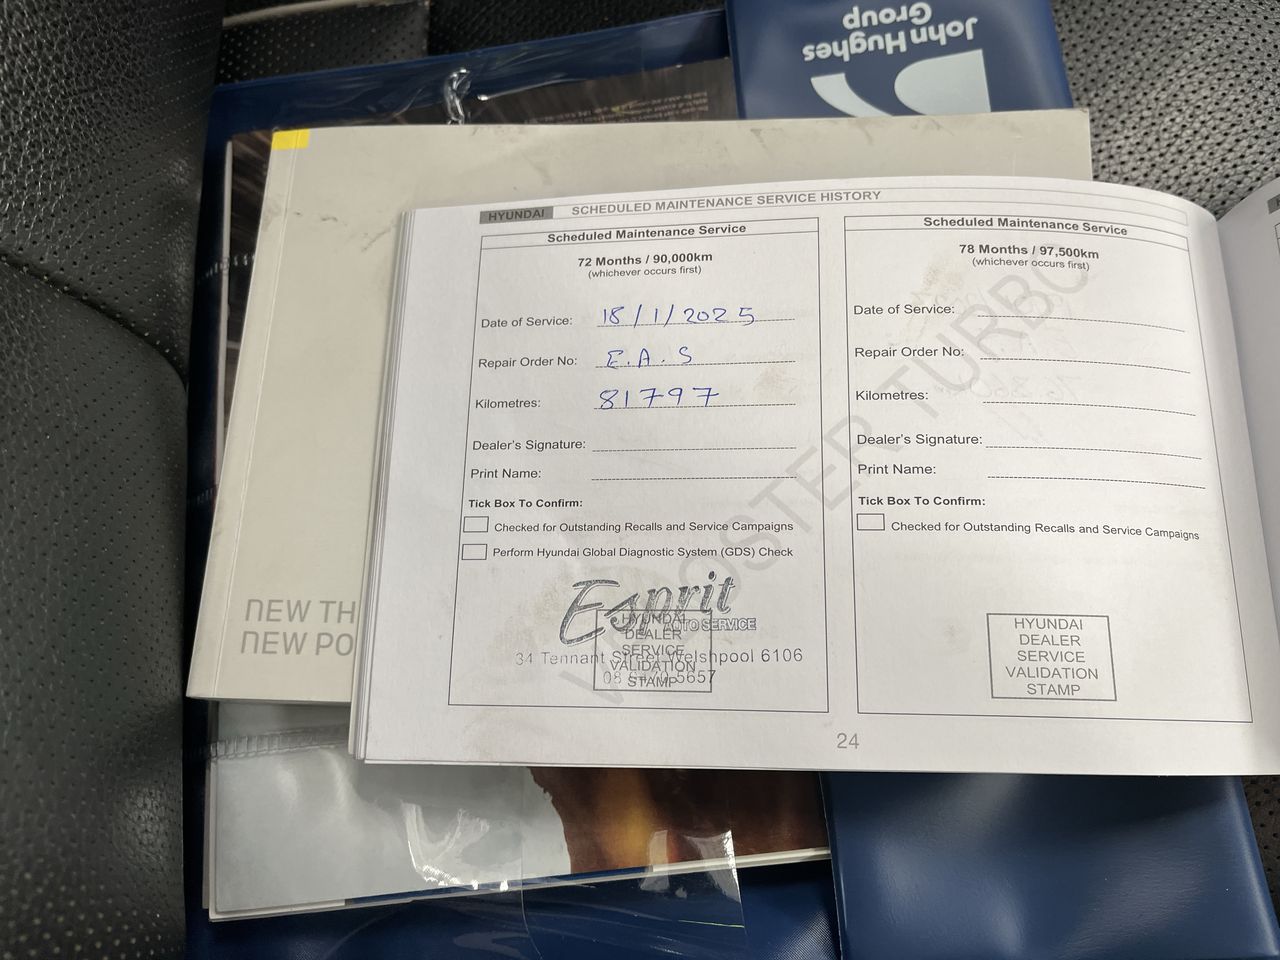 John Hughes
Group
HYUNDAI SCHEDULED MAINTENANCE SERVICE HISTORY
Scheduled Maintenance Service
72 Months / 90,000km
(whichever occurs first)
Date of Service: 18/1/2025
Repair Order No: E.A.S
Kilometres: 81797
Dealer's Signature:
Print Name:
Tick Box To Confirm:
Checked for Outstanding Recalls and Service Campaigns
Perform Hyundai Global Diagnostic System (GDS) Check
Esprit
AUTO SERVICE
34 Tennant Street Welshpool 6106
08 5657
HYUNDAI
DEALER
SERVICE
VALIDATION
STAMP
Scheduled Maintenance Service
78 Months / 97,500km
(whichever occurs first)
Date of Service:
Repair Order No:
Kilometres:
Dealer's Signature:
Print Name:
Tick Box To Confirm:
Checked for Outstanding Recalls and Service Campaigns
HYUNDAI
DEALER
SERVICE
VALIDATION
STAMP
TURBO
24
NEW TH
NEW PO